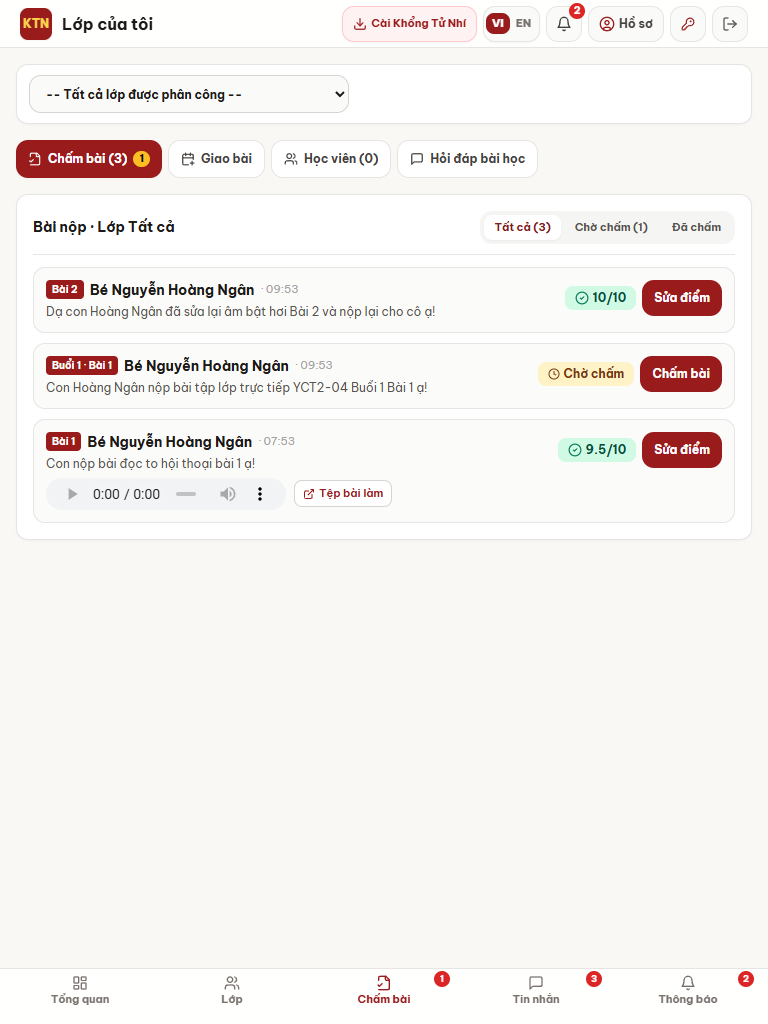 KTN Lớp của tôi Cài Khổng Tử Nhí VI EN 2 Hồ sơ
-- Tất cả lớp được phân công --
Chấm bài (3) 1 Giao bài Học viên (0) Hỏi đáp bài học
Bài nộp · Lớp Tất cả Tất cả (3) Chờ chấm (1) Đã chấm
Bài 2 Bé Nguyễn Hoàng Ngân · 09:53 10/10 Sửa điểm
Dạ con Hoàng Ngân đã sửa lại âm bật hơi Bài 2 và nộp lại cho cô ạ!
Buổi 1 · Bài 1 Bé Nguyễn Hoàng Ngân · 09:53 Chờ chấm Chấm bài
Con Hoàng Ngân nộp bài tập lớp trực tiếp YCT2-04 Buổi 1 Bài 1 ạ!
Bài 1 Bé Nguyễn Hoàng Ngân · 07:53 9.5/10 Sửa điểm
Con nộp bài đọc to hội thoại bài 1 ạ!
0:00 / 0:00 Tệp bài làm
Tổng quan Lớp Chấm bài 1 Tin nhắn 3 Thông báo 2